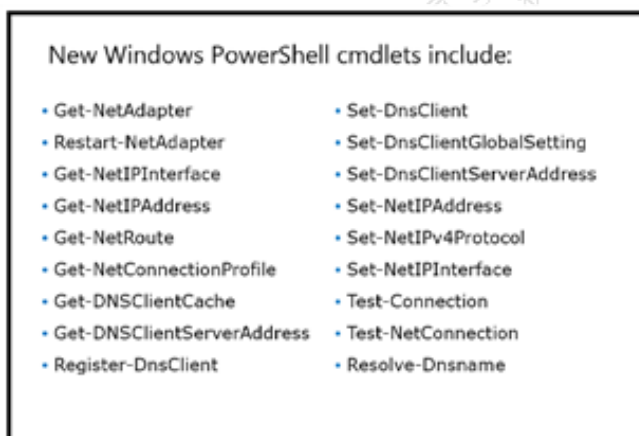 New Windows PowerShell cmdlets include:
• Get-NetAdapter
• Restart-NetAdapter
• Get-NetIPInterface
• Get-NetIPAddress
• Get-NetRoute
• Get-NetConnectionProfile
• Get-DNSClientCache
• Get-DNSClientServerAddress
• Register-DnsClient
• Set-DnsClient
• Set-DnsClientGlobalSetting
• Set-DnsClientServerAddress
• Set-NetIPAddress
• Set-NetIPv4Protocol
• Set-NetIPInterface
• Test-Connection
• Test-NetConnection
• Resolve-Dnsname